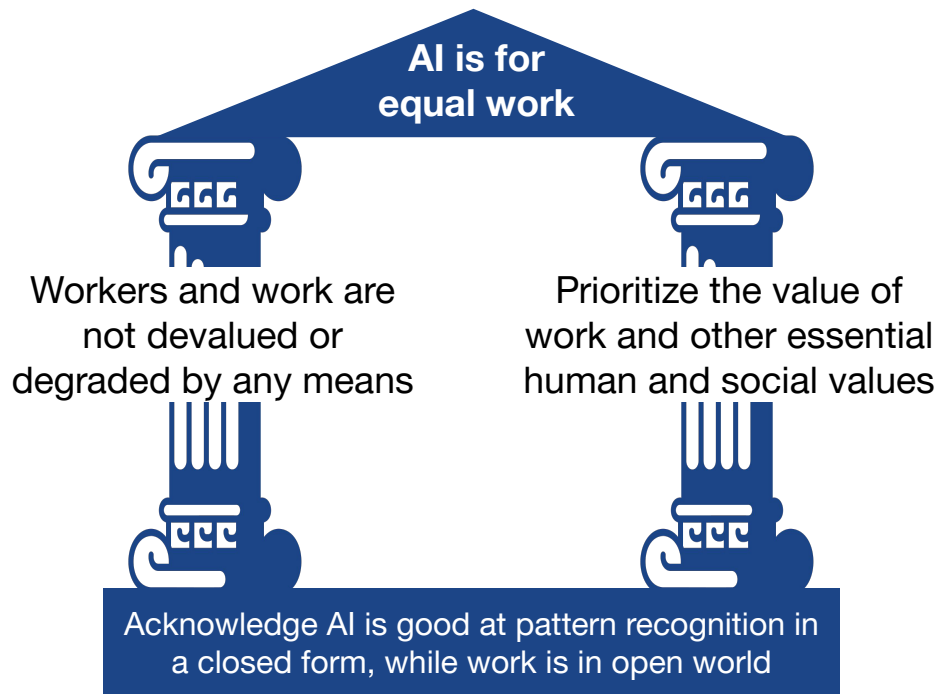 AI is for
equal work
Workers and work are
not devalued or
degraded by any means
Prioritize the value of
work and other essential
human and social values
Acknowledge AI is good at pattern recognition in
a closed form, while work is in open world